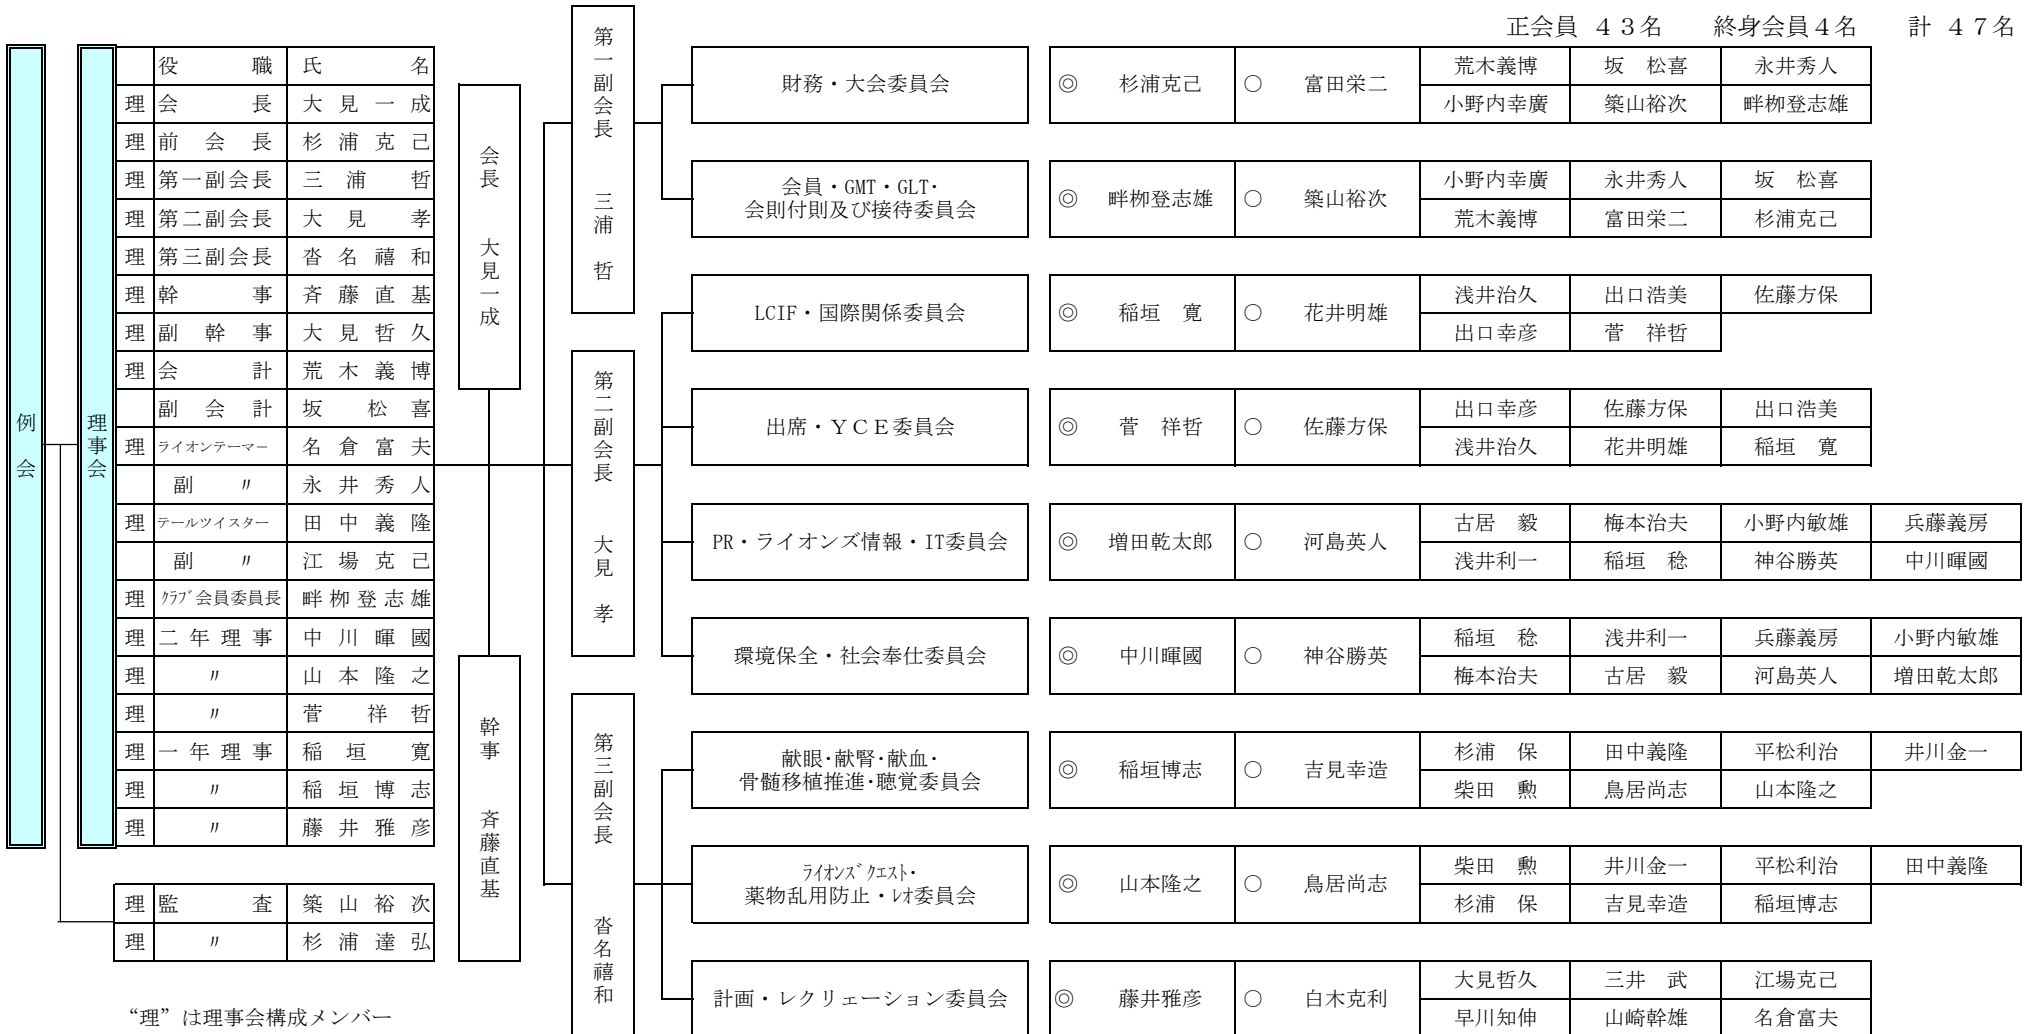 正会員 ４３名 終身会員４名 計 ４７名
例会
理事会
役職 氏名
理 会長 大見一成
理 前会長 杉浦克己
理 第一副会長 三浦哲
理 第二副会長 大見孝
理 第三副会長 沓名禧和
理 幹事 斉藤直基
理 副幹事 大見哲久
理 会計 荒木義博
副会計 坂松喜
理 ライオンテーマー 名倉富夫
副 〃 永井秀人
理 テールツイスター 田中義隆
副 〃 江場克己
理 ｸﾗﾌﾞ会員委員長 畔栁登志雄
理 二年理事 中川暉國
理 〃 山本隆之
理 〃 菅祥哲
理 一年理事 稲垣寛
理 〃 稲垣博志
理 〃 藤井雅彦
理 監査 築山裕次
理 〃 杉浦達弘
“理”は理事会構成メンバー
会長 大見一成
幹事 斉藤直基
第一副会長 三浦 哲
第二副会長 大見 孝
第三副会長 沓名禧和
財務・大会委員会
◎ 杉浦克己 ○ 富田栄二
荒木義博 坂 松喜 永井秀人
小野内幸廣 築山裕次 畔栁登志雄
会員・GMT・GLT・
会則付則及び接待委員会
◎ 畔栁登志雄 ○ 築山裕次
小野内幸廣 永井秀人 坂 松喜
荒木義博 富田栄二 杉浦克己
LCIF・国際関係委員会
◎ 稲垣 寛 ○ 花井明雄
浅井治久 出口浩美 佐藤方保
出口幸彦 菅 祥哲
出席・ＹＣＥ委員会
◎ 菅 祥哲 ○ 佐藤方保
出口幸彦 佐藤方保 出口浩美
浅井治久 花井明雄 稲垣 寛
PR・ライオンズ情報・IT委員会
◎ 増田乾太郎 ○ 河島英人
古居 毅 梅本治夫 小野内敏雄 兵藤義房
浅井利一 稲垣 稔 神谷勝英 中川暉國
環境保全・社会奉仕委員会
◎ 中川暉國 ○ 神谷勝英
稲垣 稔 浅井利一 兵藤義房 小野内敏雄
梅本治夫 古居 毅 河島英人 増田乾太郎
献眼･献腎･献血･
骨髄移植推進･聴覚委員会
◎ 稲垣博志 ○ 吉見幸造
杉浦 保 田中義隆 平松利治 井川金一
柴田 勲 鳥居尚志 山本隆之
ﾗｲｵﾝｽﾞｸｴｽﾄ・
薬物乱用防止・ﾚｵ委員会
◎ 山本隆之 ○ 鳥居尚志
柴田 勲 井川金一 平松利治 田中義隆
杉浦 保 吉見幸造 稲垣博志
計画・レクリェーション委員会
◎ 藤井雅彦 ○ 白木克利
大見哲久 三井 武 江場克己
早川知伸 山崎幹雄 名倉富夫